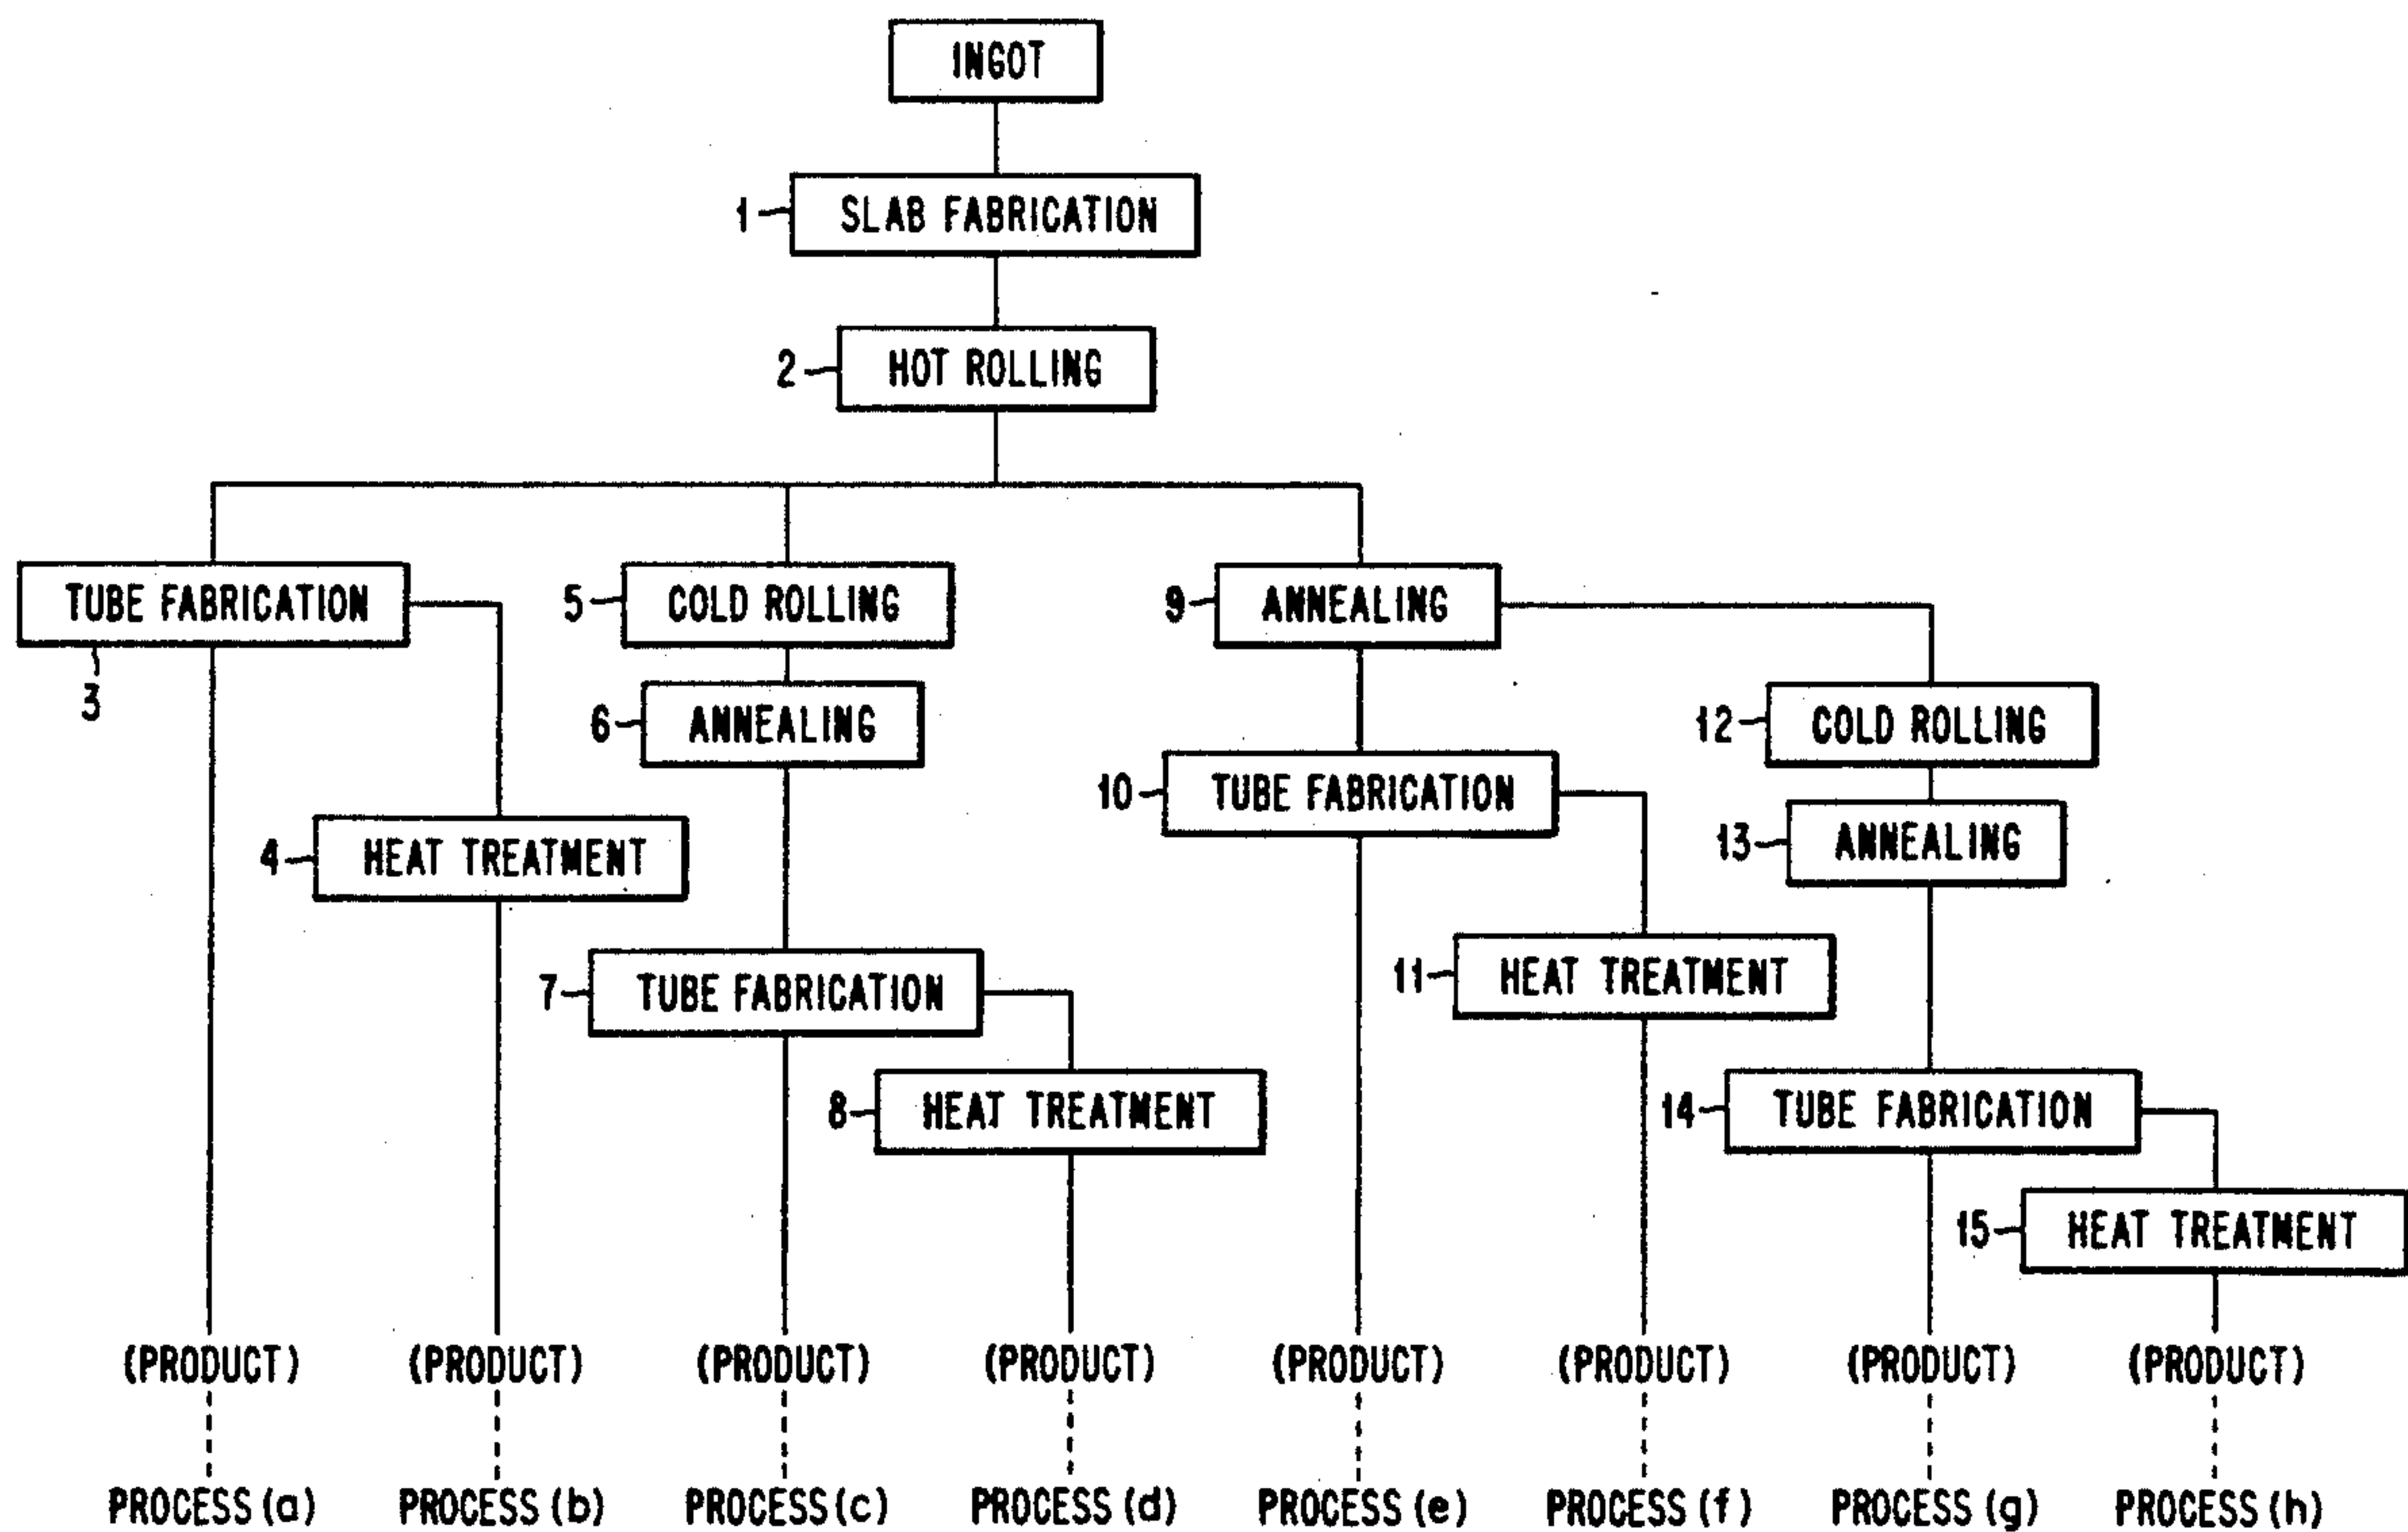 INGOT
1 SLAB FABRICATION
2 HOT ROLLING
TUBE FABRICATION
3
5 COLD ROLLING
9 ANNEALING
6 ANNEALING
12 COLD ROLLING
10 TUBE FABRICATION
4 HEAT TREATMENT
13 ANNEALING
7 TUBE FABRICATION
11 HEAT TREATMENT
8 HEAT TREATMENT
14 TUBE FABRICATION
15 HEAT TREATMENT
(PRODUCT) (PRODUCT) (PRODUCT) (PRODUCT) (PRODUCT) (PRODUCT) (PRODUCT) (PRODUCT)
PROCESS (a) PROCESS (b) PROCESS (c) PROCESS (d) PROCESS (e) PROCESS (f) PROCESS (g) PROCESS (h)